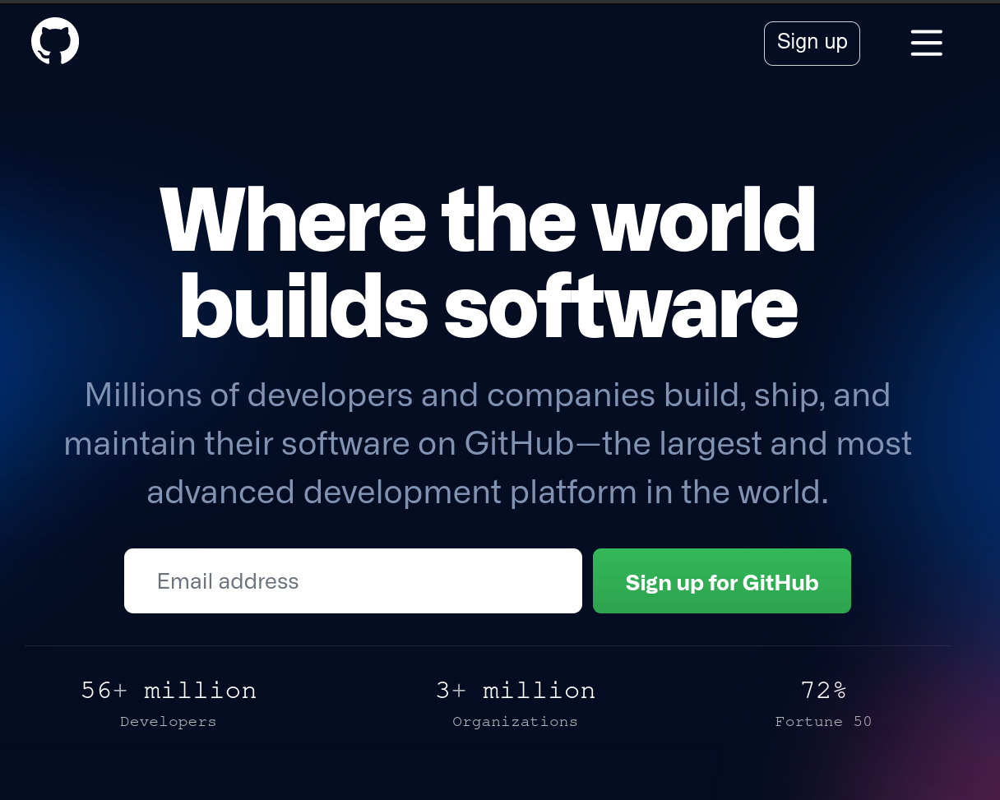 Sign up
Where the world
builds software
Millions of developers and companies build, ship, and
maintain their software on GitHub—the largest and most
advanced development platform in the world.
Email address
Sign up for GitHub
56+ million
Developers
3+ million
Organizations
72%
Fortune 50